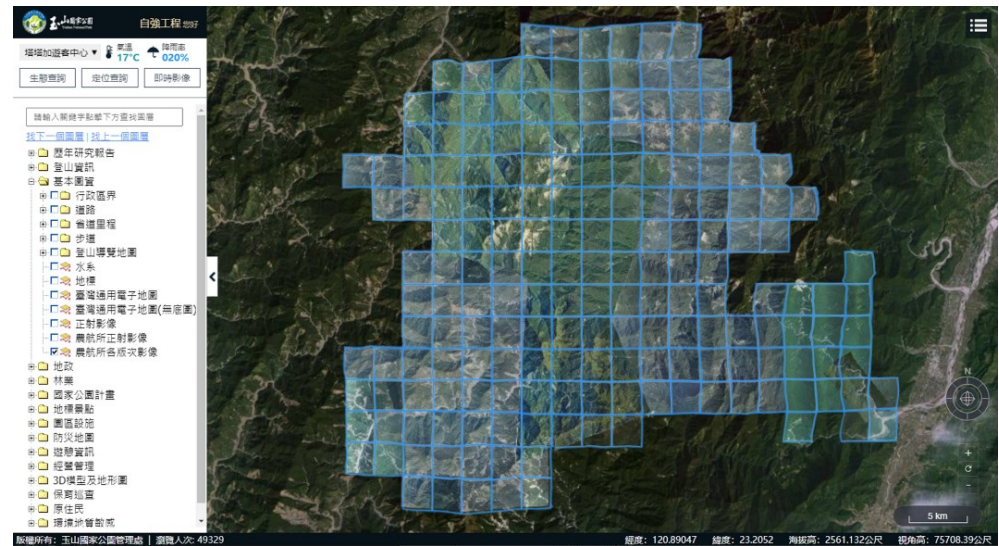 玉山國家公園
自強工程 您好
塔塔加遊客中心 ▼ 氣溫 17°C 降雨率 020%
生態查詢 定位查詢 即時影像
請輸入關鍵字點擊下方查找圖層
找下一個圖層 | 找上一個圖層
歷年研究報告
登山資訊
基本圖資
行政區界
道路
省道里程
步道
登山導覽地圖
水系
地標
臺灣通用電子地圖
臺灣通用電子地圖(無底圖)
正射影像
農航所正射影像
農航所各版次影像
地政
林業
國家公園計畫
地標景點
園區設施
防災地圖
遊憩資訊
經營管理
3D模型及地形圖
保育巡查
原住民
環境地質敏感
N
5 km
版權所有: 玉山國家公園管理處 | 瀏覽人次: 49329
經度: 120.89047 緯度: 23.2052 海拔高: 2561.132公尺 視角高: 75708.39公尺